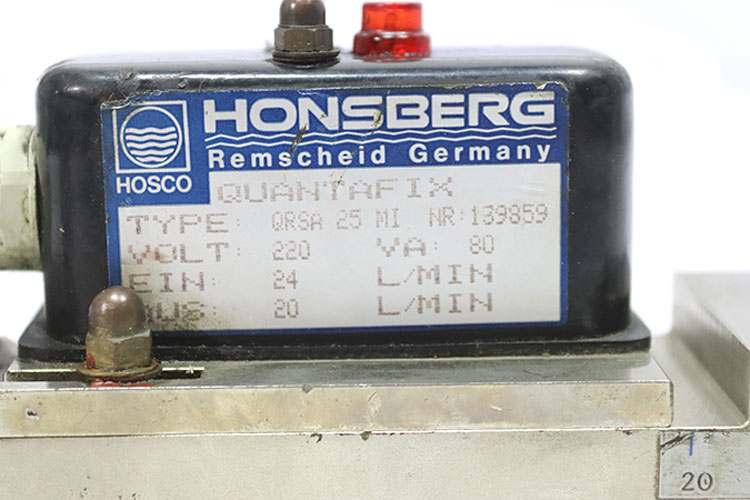 HONSBERG
Remscheid Germany
HOSCO
QUANTAFIX
TYPE: QRSA 25 MI NR:139859
VOLT: 220 VA: 80
EIN: 24 L/MIN
AUS: 20 L/MIN
20